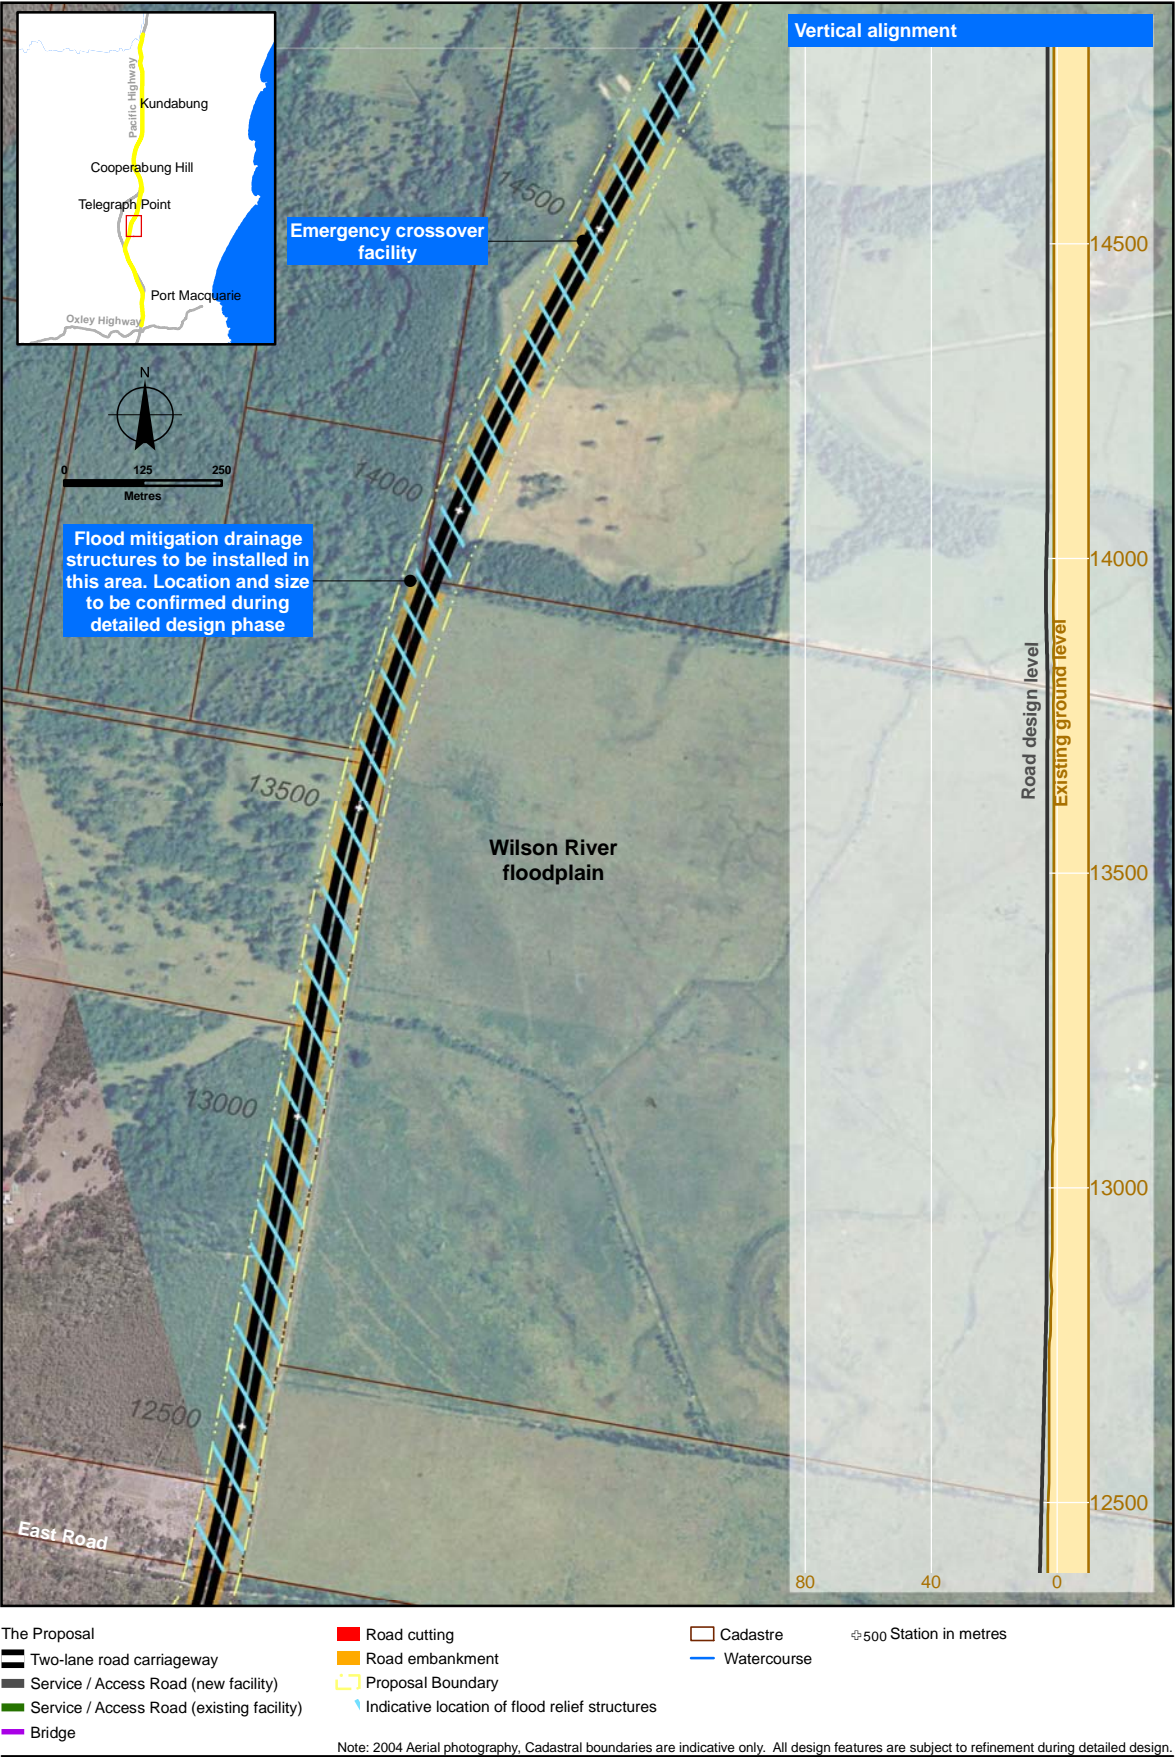 Vertical alignment
Pacific Highway
Kundabung
Cooperabung Hill
Telegraph Point
Port Macquarie
Oxley Highway
14500
Emergency crossover
facility
14500
N
0 125 250
Metres
14000
Flood mitigation drainage
structures to be installed in
this area. Location and size
to be confirmed during
detailed design phase
14000
Road design level
Existing ground level
13500
Wilson River
floodplain
13500
13000
13000
12500
12500
East Road
80 40 0
The Proposal
Two-lane road carriageway
Service / Access Road (new facility)
Service / Access Road (existing facility)
Bridge
Road cutting
Road embankment
Proposal Boundary
Indicative location of flood relief structures
Cadastre
Watercourse
500 Station in metres
Note: 2004 Aerial photography, Cadastral boundaries are indicative only. All design features are subject to refinement during detailed design.